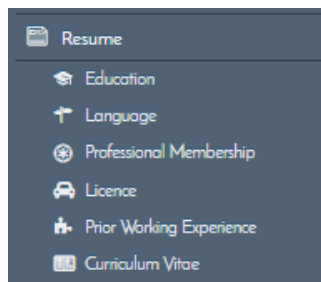 Resume
Education
Language
Professional Membership
Licence
Prior Working Experience
Curriculum Vitae